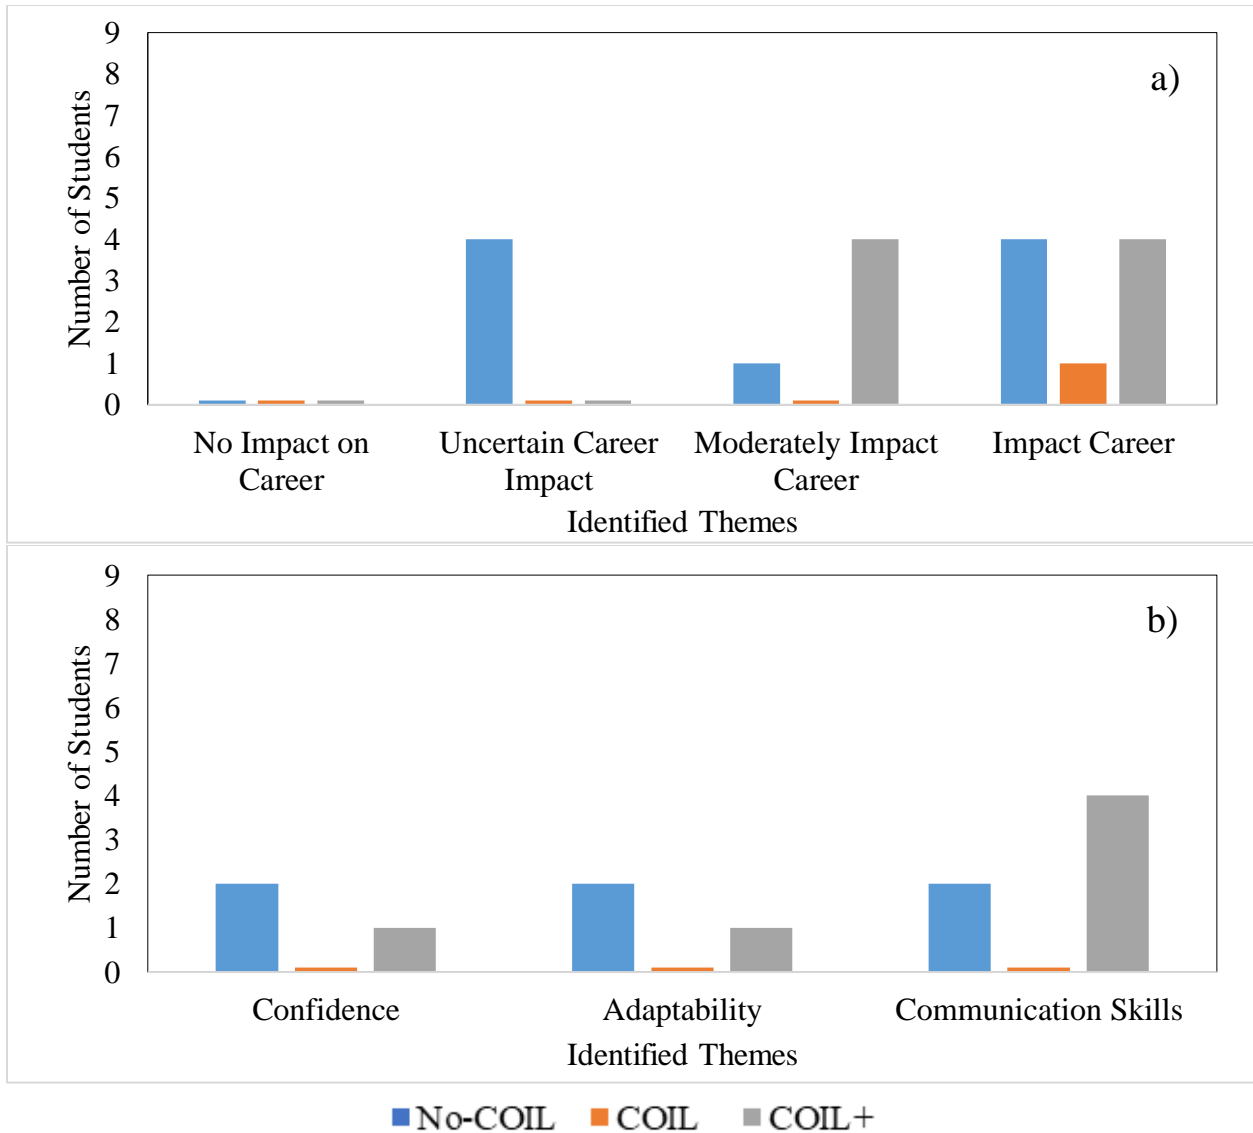 a)
Number of Students
9
8
7
6
5
4
3
2
1
0
No Impact on
Career
Uncertain Career
Impact
Moderately Impact
Career
Impact Career
Identified Themes
b)
Number of Students
9
8
7
6
5
4
3
2
1
0
Confidence
Adaptability
Communication Skills
Identified Themes
No-COIL
COIL
COIL+